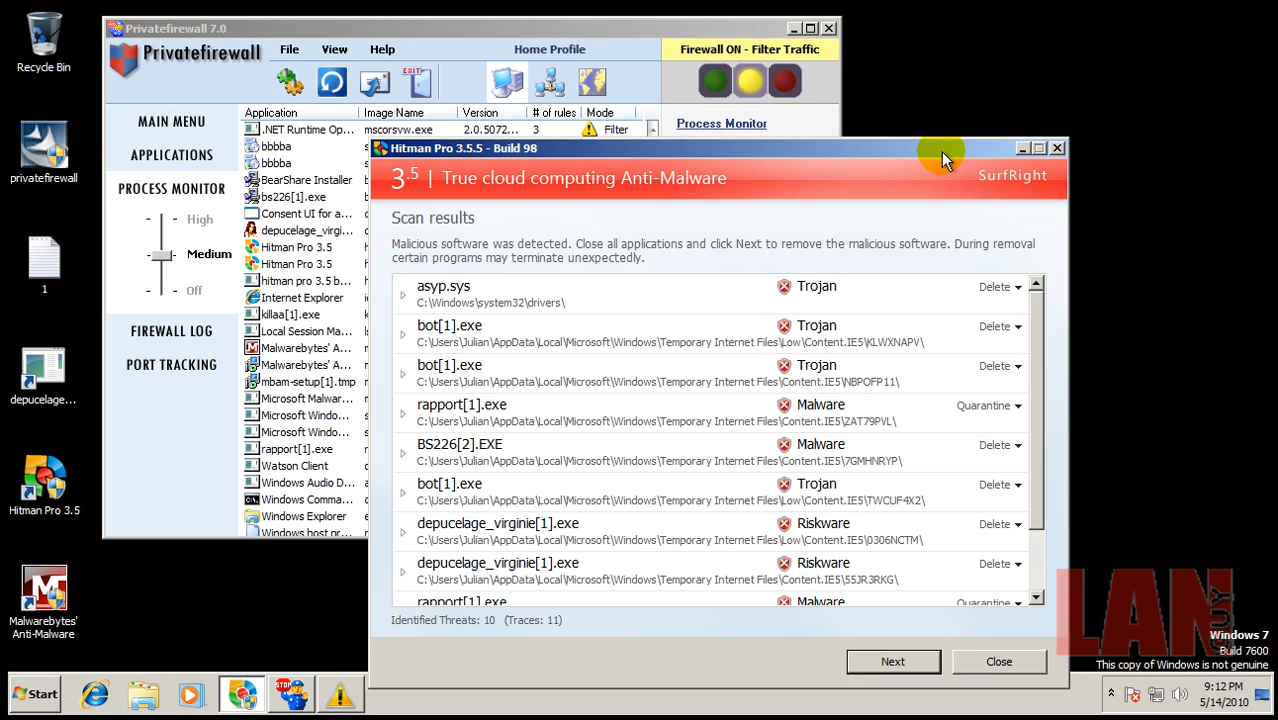 Recycle Bin
privatefirewall
1
depucelage...
Hitman Pro 3.5
Malwarebytes'
Anti-Malware
Privatefirewall 7.0
Privatefirewall
File View Help
Home Profile
Firewall ON - Filter Traffic
EXIT
Process Monitor
MAIN MENU
APPLICATIONS
PROCESS MONITOR
High
Medium
Off
FIREWALL LOG
PORT TRACKING
Application Image Name Version # of rules Mode
.NET Runtime Op... mscorsvw.exe 2.0.5072... 3 Filter
bbbba
bbbba
BearShare Installer
bs226[1].exe
Consent UI for a...
depucelage_virgi...
Hitman Pro 3.5
Hitman Pro 3.5
hitman pro 3.5 b...
Internet Explorer
killaa[1].exe
Local Session Ma...
Malwarebytes' A...
Malwarebytes' A...
mbam-setup[1].tmp
Microsoft Malwar...
Microsoft Windo...
Microsoft Windo...
rapport[1].exe
Watson Client
Windows Audio D...
Windows Comma...
Windows Explorer
Windows host pr...
Hitman Pro 3.5.5 - Build 98
3.5 | True cloud computing Anti-Malware
SurfRight
Scan results
Malicious software was detected. Close all applications and click Next to remove the malicious software. During removal
certain programs may terminate unexpectedly.
asyp.sys Trojan Delete
C:\Windows\system32\drivers\
bot[1].exe Trojan Delete
C:\Users\Julian\AppData\Local\Microsoft\Windows\Temporary Internet Files\Low\Content.IE5\KLWXNAPV\
bot[1].exe Trojan Delete
C:\Users\Julian\AppData\Local\Microsoft\Windows\Temporary Internet Files\Content.IE5\NBPOFP11\
rapport[1].exe Malware Quarantine
C:\Users\Julian\AppData\Local\Microsoft\Windows\Temporary Internet Files\Content.IE5\ZAT79PVL\
BS226[2].EXE Malware Delete
C:\Users\Julian\AppData\Local\Microsoft\Windows\Temporary Internet Files\Content.IE5\7GMHNRYP\
bot[1].exe Trojan Delete
C:\Users\Julian\AppData\Local\Microsoft\Windows\Temporary Internet Files\Low\Content.IE5\TWCUF4X2\
depucelage_virginie[1].exe Riskware Delete
C:\Users\Julian\AppData\Local\Microsoft\Windows\Temporary Internet Files\Low\Content.IE5\0306NCTM\
depucelage_virginie[1].exe Riskware Delete
C:\Users\Julian\AppData\Local\Microsoft\Windows\Temporary Internet Files\Content.IE5\55JR3RKG\
rapport[1].exe Malware Quarantine
Identified Threats: 10 (Traces: 11)
Next
Close
LAN
GUY
Windows 7
Build 7600
This copy of Windows is not genuine
Start
STOP
9:12 PM
5/14/2010